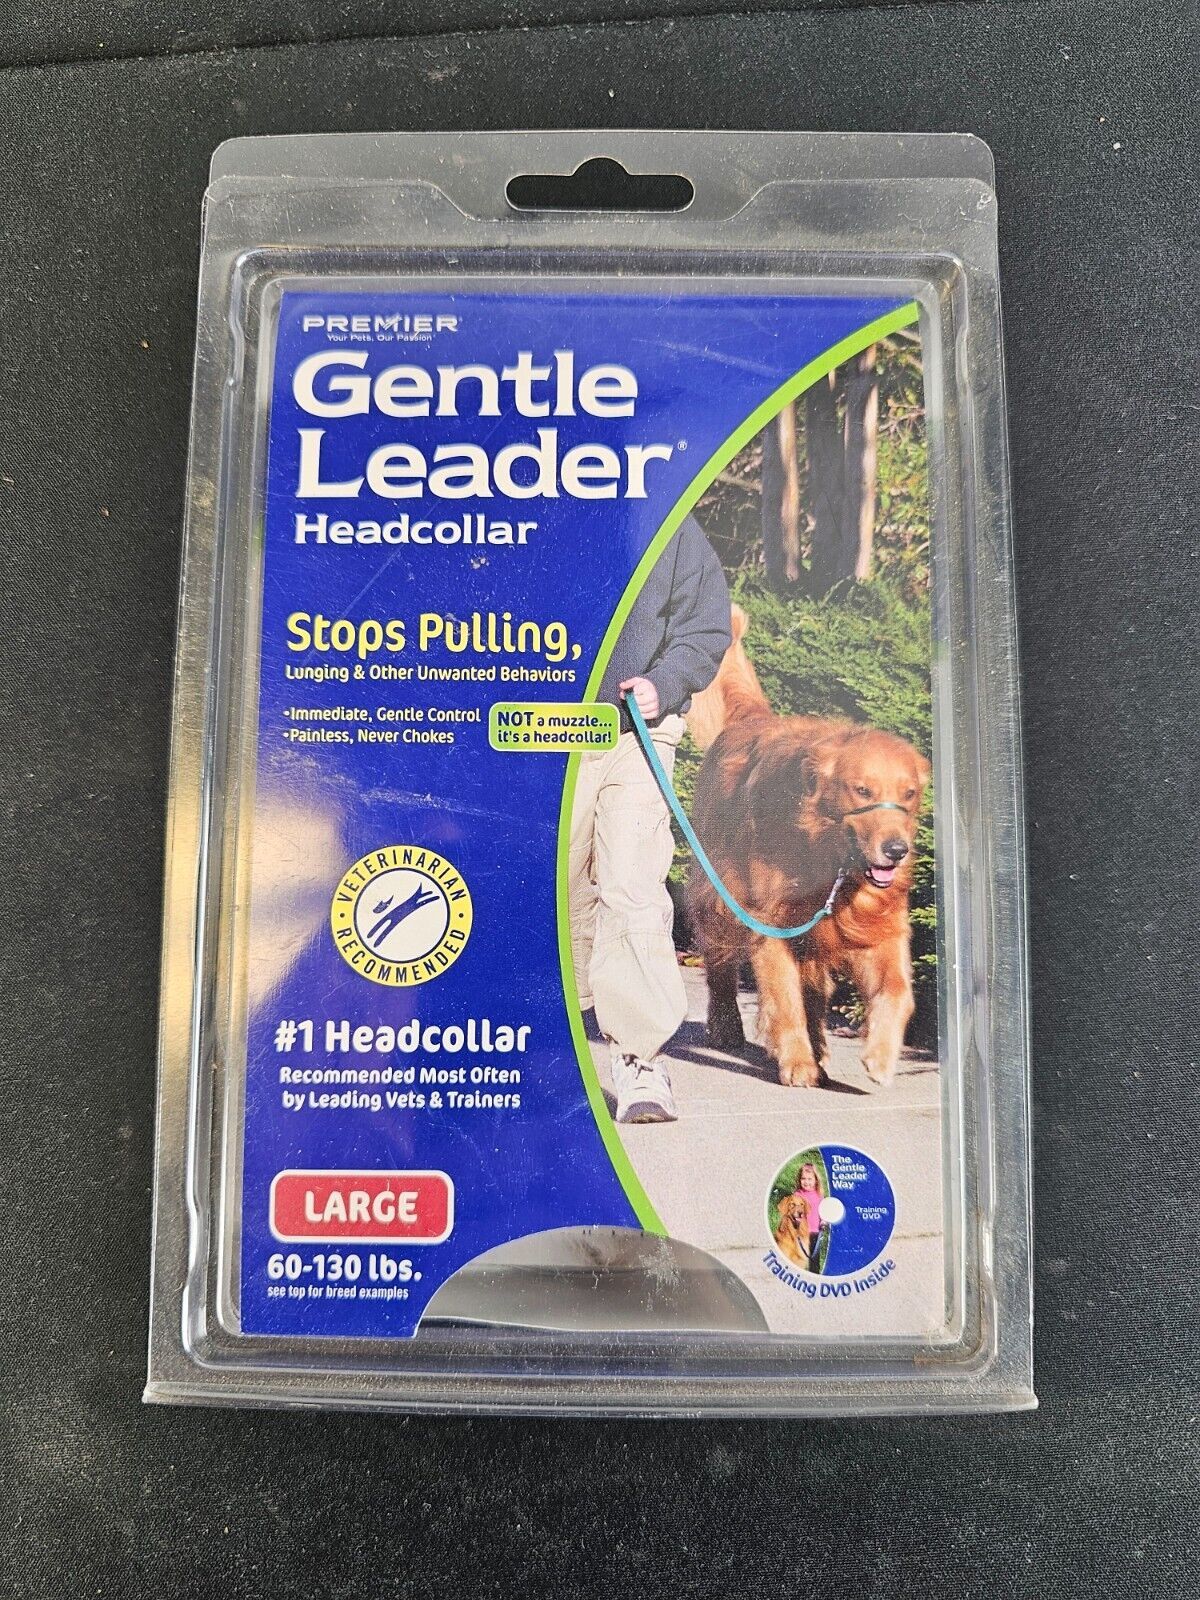 PREMIER®
Your Pets, Our Passion®
Gentle
Leader®
Headcollar
Stops Pulling,
Lunging & Other Unwanted Behaviors
•Immediate, Gentle Control
•Painless, Never Chokes
NOT a muzzle...
it's a headcollar!
VETERINARIAN
RECOMMENDED
#1 Headcollar
Recommended Most Often
by Leading Vets & Trainers
LARGE
60-130 lbs.
see top for breed examples
The
Gentle
Leader
Way
Training
DVD
Training DVD Inside